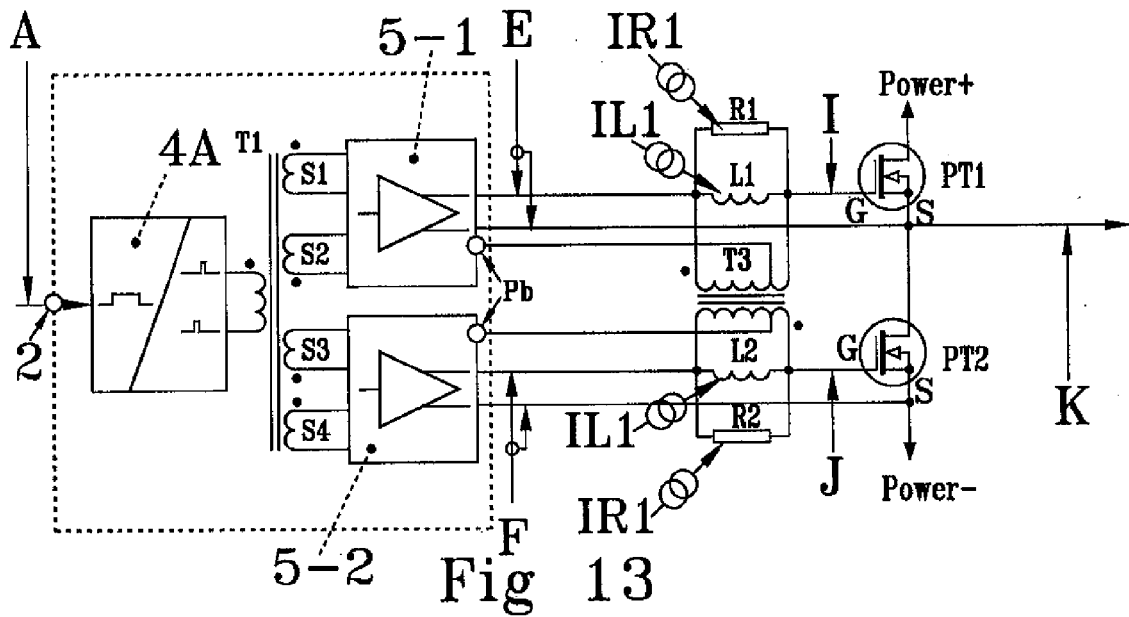 A
5-1
E
IR1
Power+
4A
T1
R1
IL1
I
S1
L1
PT1
G
S
S2
T3
Pb
2
S3
L2
G
PT2
S
K
S4
IL1
R2
J
Power-
IR1
5-2
F
Fig 13